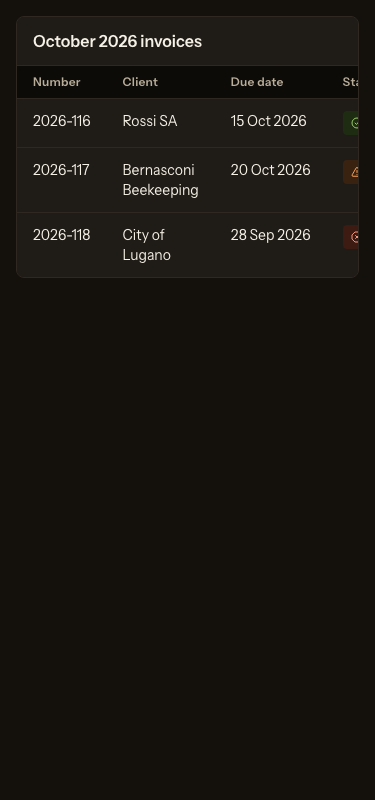 October 2026 invoices
Number Client Due date Sta
2026-116 Rossi SA 15 Oct 2026
2026-117 Bernasconi Beekeeping 20 Oct 2026
2026-118 City of Lugano 28 Sep 2026